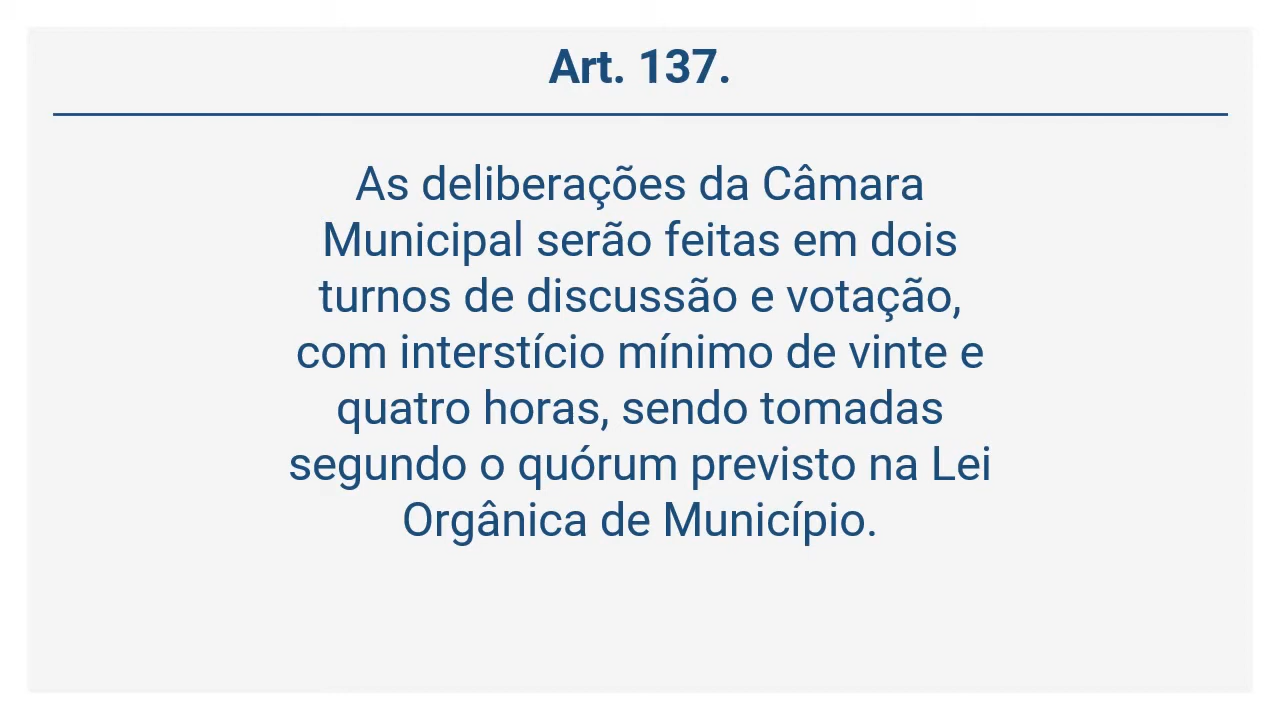 Art. 137.
As deliberações da Câmara
Municipal serão feitas em dois
turnos de discussão e votação,
com interstício mínimo de vinte e
quatro horas, sendo tomadas
segundo o quórum previsto na Lei
Orgânica de Município.